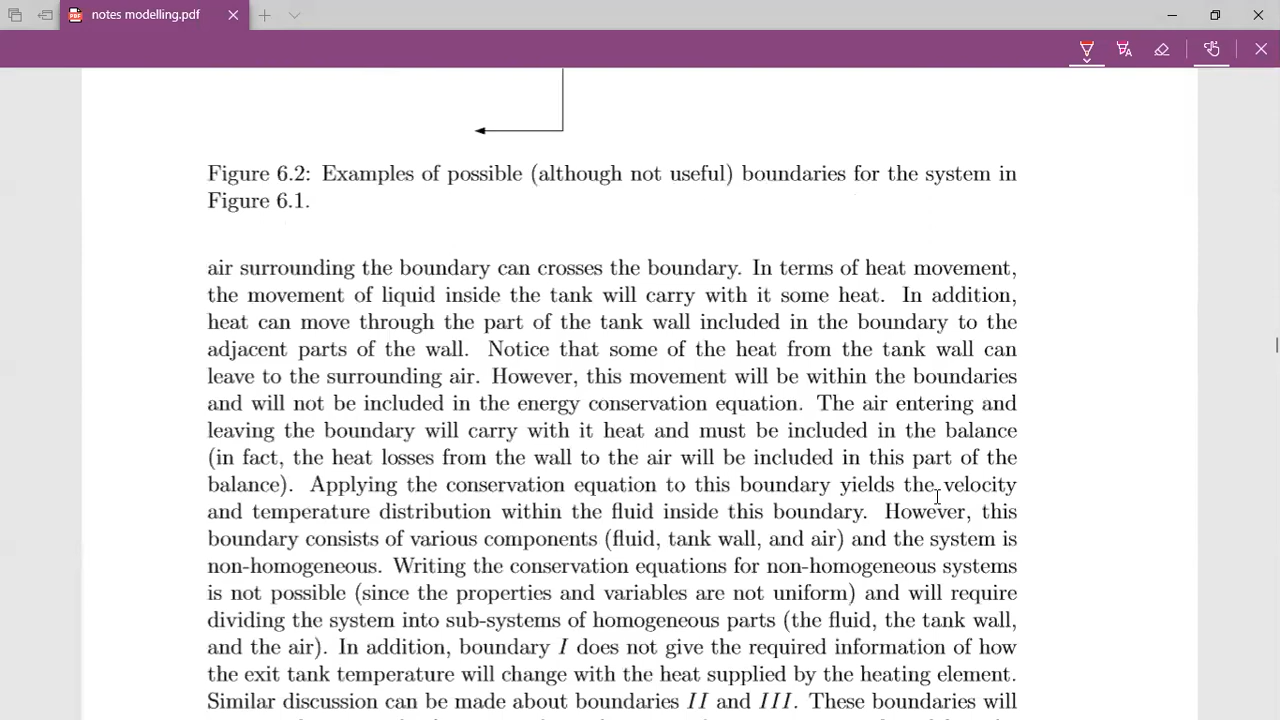 notes modelling.pdf
Figure 6.2: Examples of possible (although not useful) boundaries for the system in
Figure 6.1.
air surrounding the boundary can crosses the boundary. In terms of heat movement,
the movement of liquid inside the tank will carry with it some heat. In addition,
heat can move through the part of the tank wall included in the boundary to the
adjacent parts of the wall. Notice that some of the heat from the tank wall can
leave to the surrounding air. However, this movement will be within the boundaries
and will not be included in the energy conservation equation. The air entering and
leaving the boundary will carry with it heat and must be included in the balance
(in fact, the heat losses from the wall to the air will be included in this part of the
balance). Applying the conservation equation to this boundary yields the velocity
and temperature distribution within the fluid inside this boundary. However, this
boundary consists of various components (fluid, tank wall, and air) and the system is
non-homogeneous. Writing the conservation equations for non-homogeneous systems
is not possible (since the properties and variables are not uniform) and will require
dividing the system into sub-systems of homogeneous parts (the fluid, the tank wall,
and the air). In addition, boundary I does not give the required information of how
the exit tank temperature will change with the heat supplied by the heating element.
Similar discussion can be made about boundaries II and III. These boundaries will